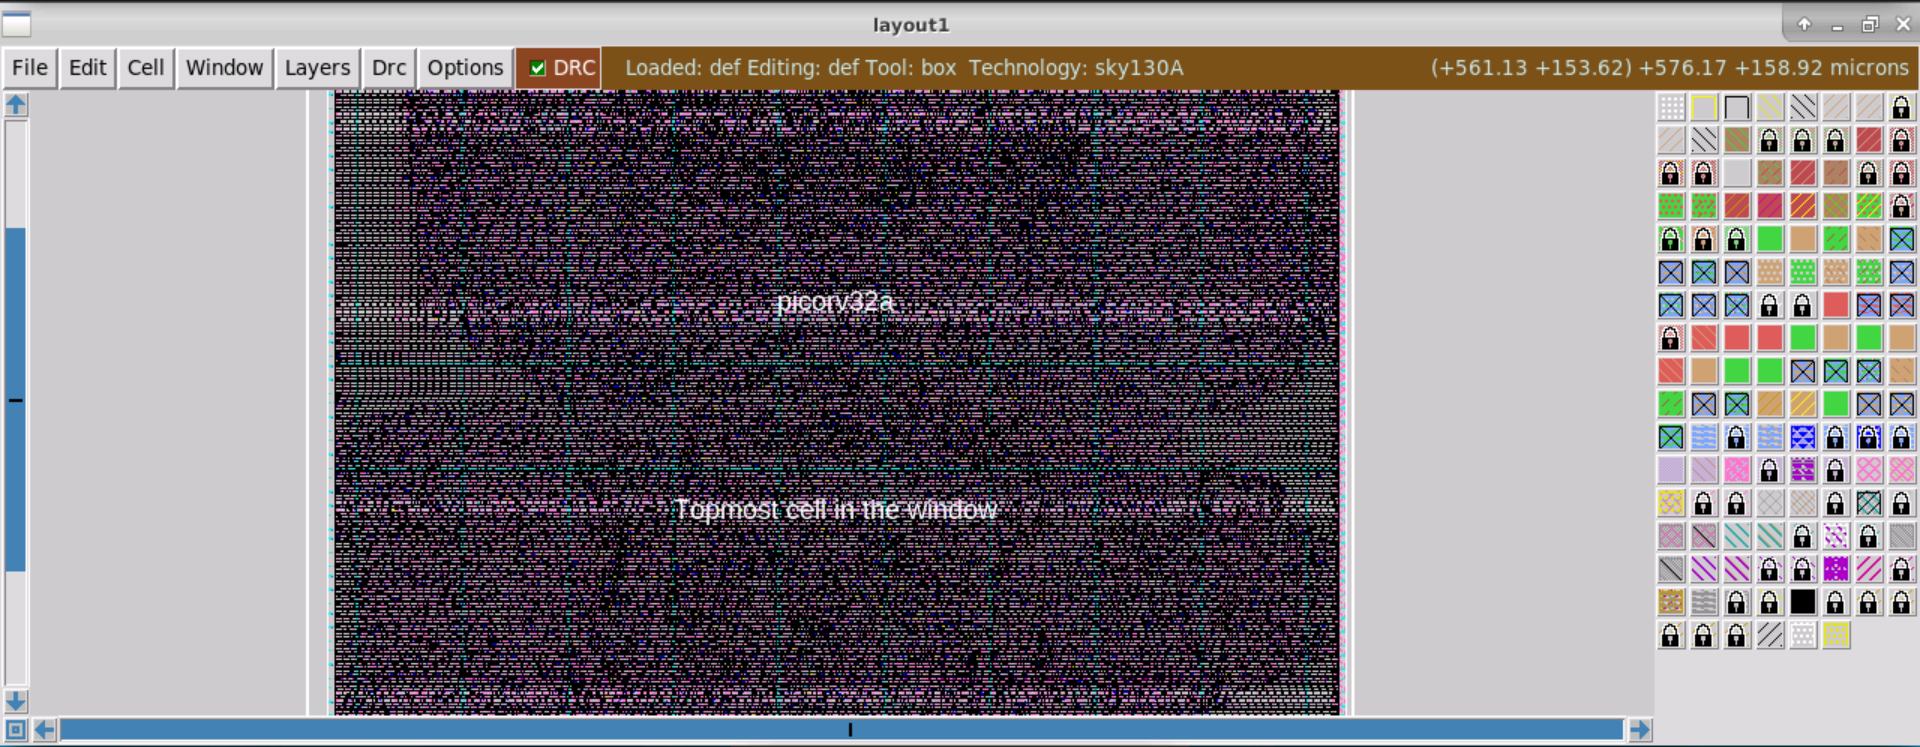 layout1
File Edit Cell Window Layers Drc Options DRC Loaded: def Editing: def Tool: box Technology: sky130A (+561.13 +153.62) +576.17 +158.92 microns
picorv32a
Topmost cell in the window